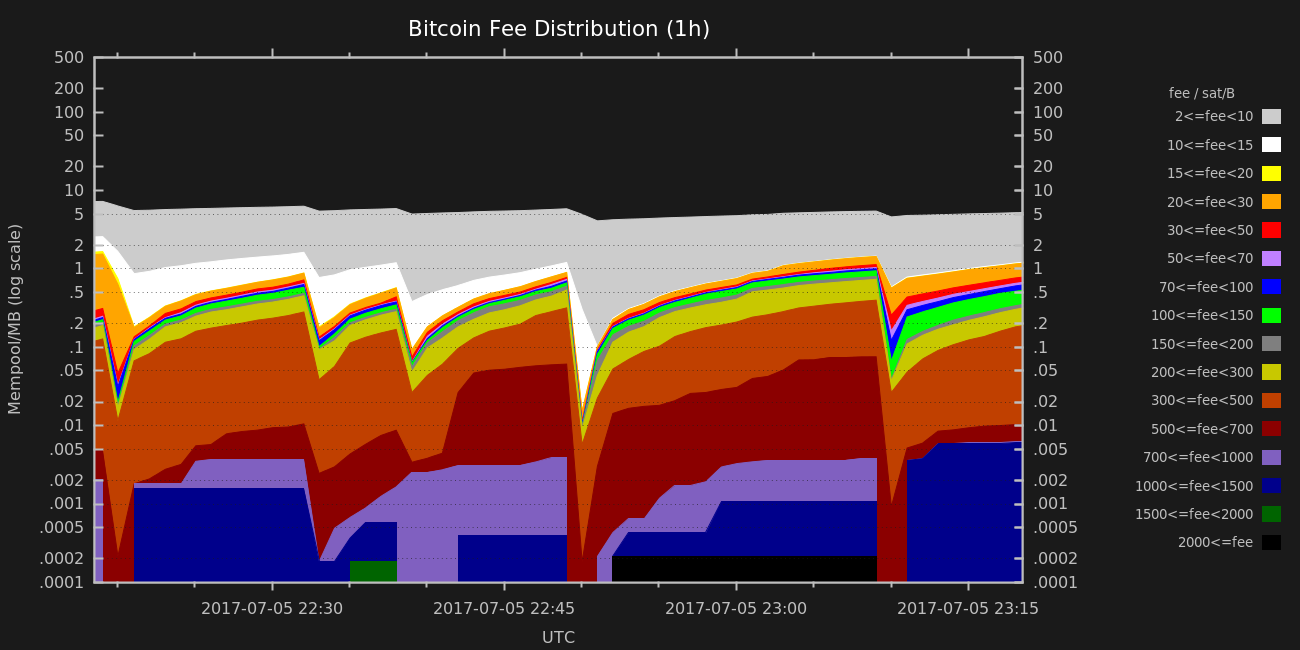 Bitcoin Fee Distribution (1h)
500 500
200 200
100 100
50 50
20 20
10 10
5 5
2 2
1 1
.5 .5
.2 .2
.1 .1
.05 .05
.02 .02
.01 .01
.005 .005
.002 .002
.001 .001
.0005 .0005
.0002 .0002
.0001 .0001
Mempool/MB (log scale)
2017-07-05 22:30 2017-07-05 22:45 2017-07-05 23:00 2017-07-05 23:15
UTC
fee / sat/B
2<=fee<10
10<=fee<15
15<=fee<20
20<=fee<30
30<=fee<50
50<=fee<70
70<=fee<100
100<=fee<150
150<=fee<200
200<=fee<300
300<=fee<500
500<=fee<700
700<=fee<1000
1000<=fee<1500
1500<=fee<2000
2000<=fee